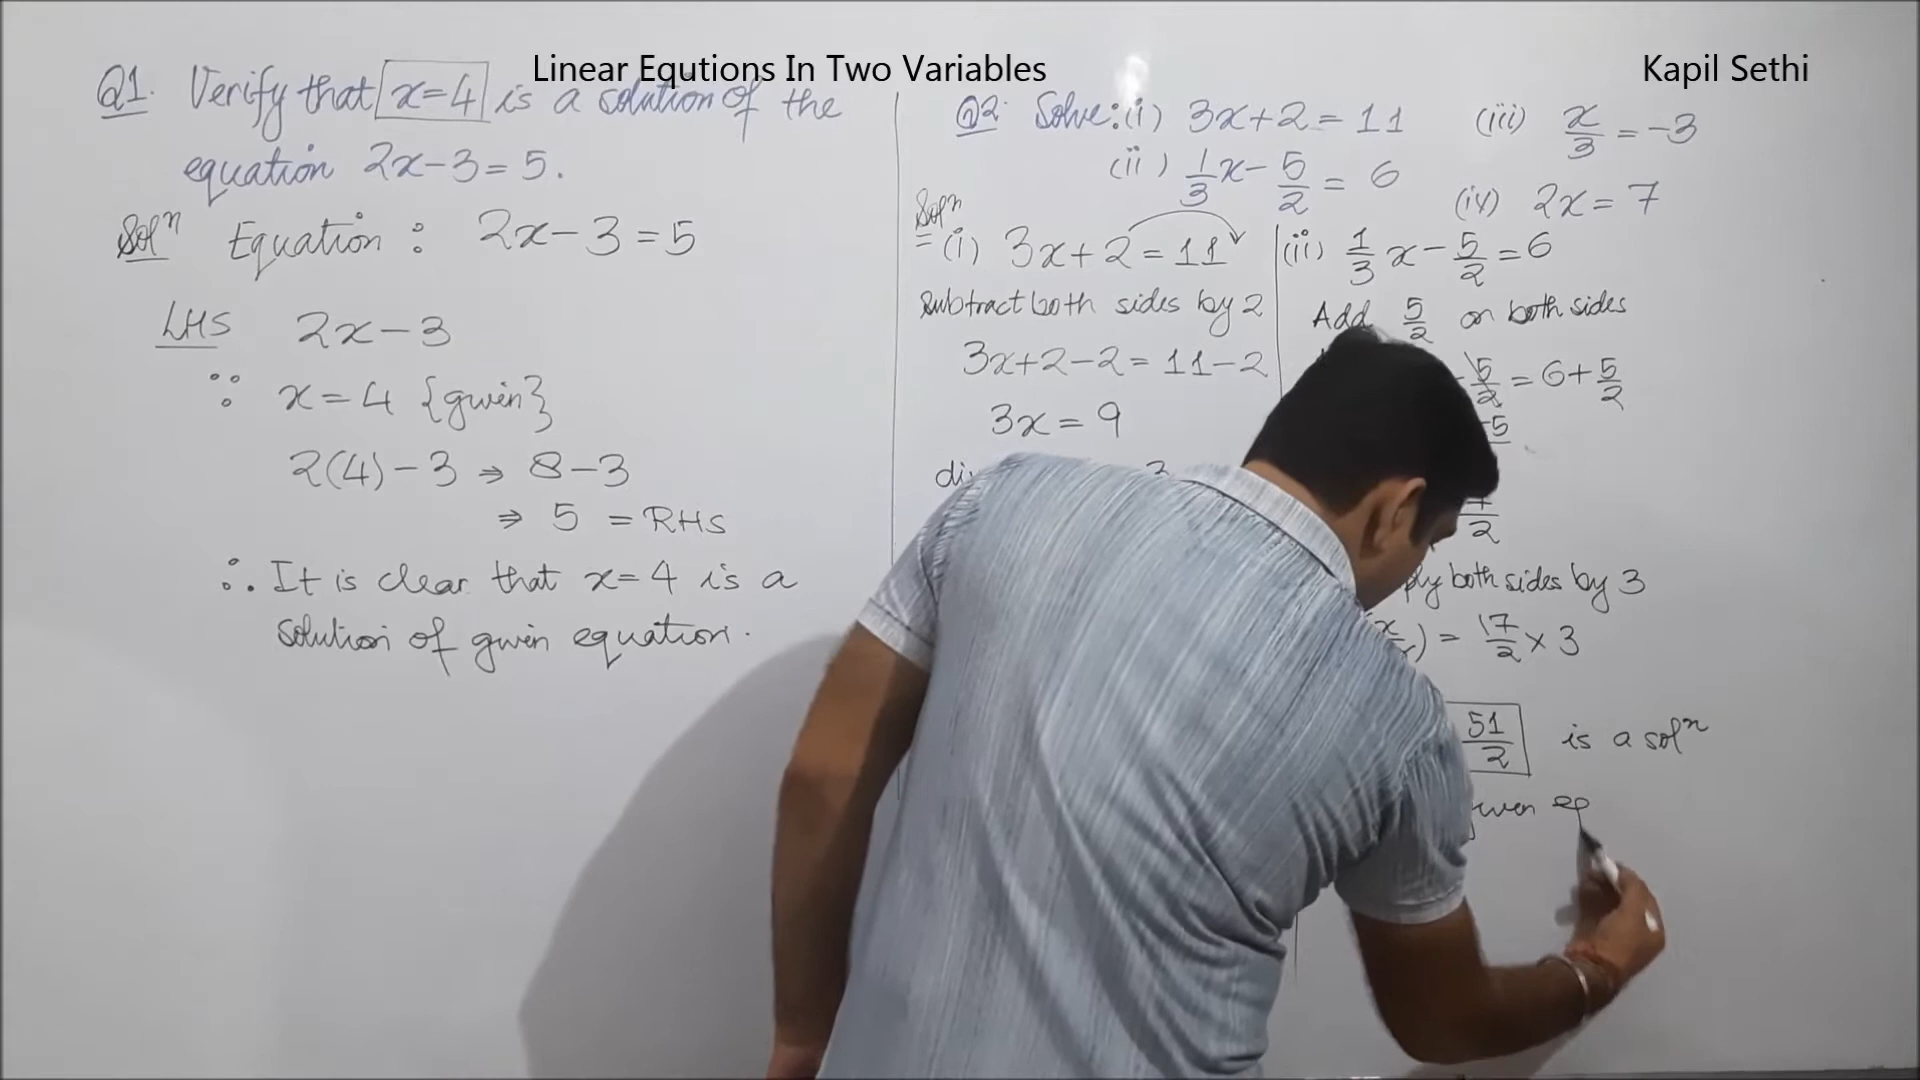 Linear Equtions In Two Variables
Kapil Sethi
Q1. Verify that x=4 is a solution of the
equation 2x-3=5.
Solⁿ Equation : 2x-3=5
LHS 2x-3
∵ x=4 {given}
2(4)-3 ⇒ 8-3
⇒ 5 = RHS
∴ It is clear that x=4 is a
solution of given equation.
Q2. Solve: (i) 3x+2=11 (iii) x/3 = -3
(ii) 1/3 x - 5/2 = 6
(iv) 2x=7
Solⁿ
(i) 3x+2=11
Subtract both sides by 2
3x+2-2=11-2
3x=9
(ii) 1/3 x - 5/2 = 6
Add 5/2 on both sides
5/2 = 6+5/2
2
both sides by 3
) = 17/2 × 3
51/2 is a solⁿ